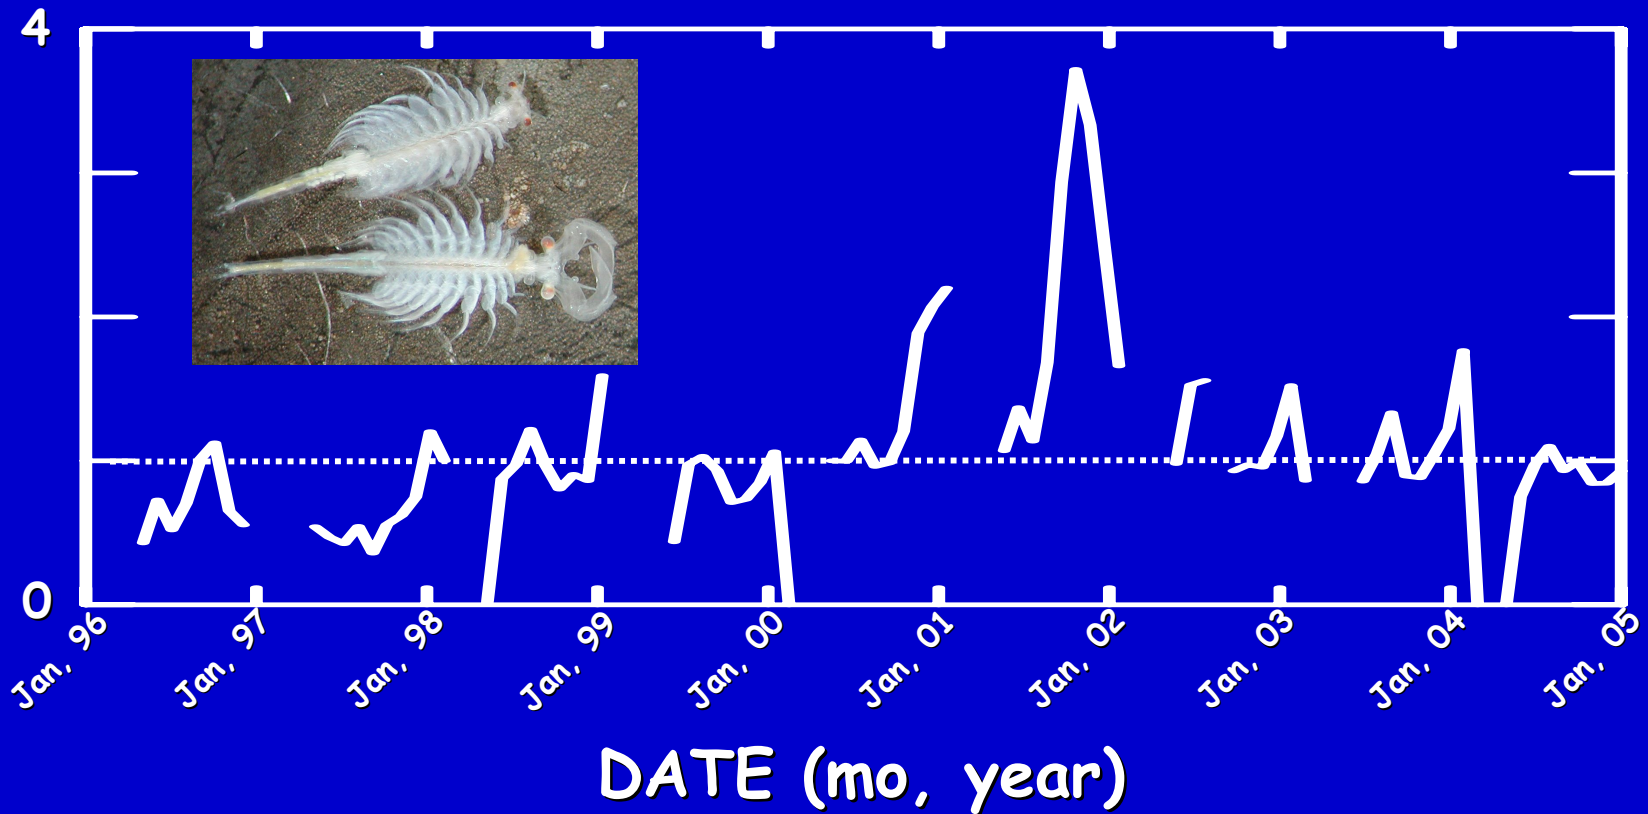 4
0
Jan, 96
Jan, 97
Jan, 98
Jan, 99
Jan, 00
Jan, 01
Jan, 02
Jan, 03
Jan, 04
Jan, 05
DATE (mo, year)